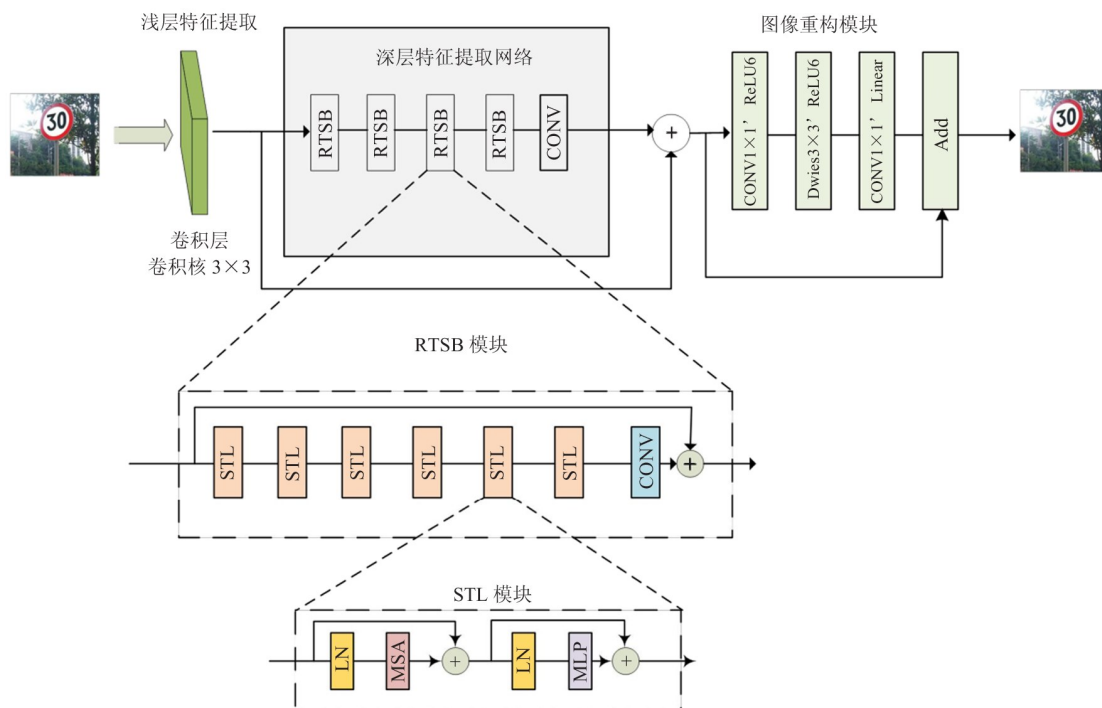 浅层特征提取
图像重构模块
深层特征提取网络
30
RTSB
RTSB
RTSB
RTSB
CONV
+
CONV1×1’ ReLU6
Dwies3×3’ ReLU6
CONV1×1’ Linear
Add
30
卷积层
卷积核 3×3
RTSB 模块
STL
STL
STL
STL
STL
STL
CONV
+
STL 模块
LN
MSA
+
LN
MLP
+